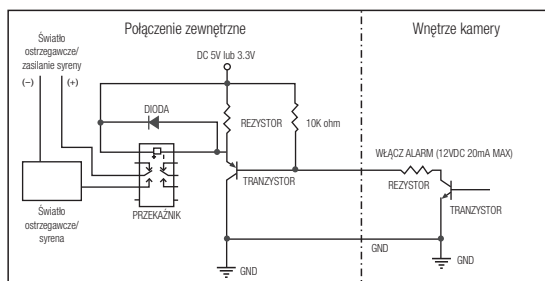 Połączenie zewnętrzne
Wnętrze kamery
Światło
ostrzegawcze/
zasilanie syreny
(−)
(+)
DC 5V lub 3.3V
DIODA
REZYSTOR
10K ohm
WŁĄCZ ALARM (12VDC 20mA MAX)
REZYSTOR
TRANZYSTOR
TRANZYSTOR
PRZEKAŹNIK
Światło
ostrzegawcze/
syrena
GND
GND
GND